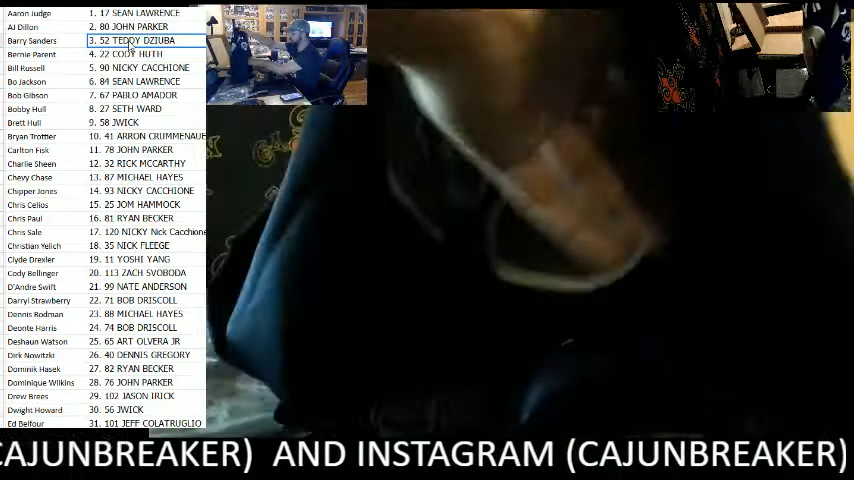 Aaron Judge 1. 17 SEAN LAWRENCE
AJ Dillon 2. 80 JOHN PARKER
Barry Sanders 3. 52 TEDDY DZIUBA
Bernie Parent 4. 22 CODY HUTH
Bill Russell 5. 90 NICKY CACCHIONE
Bo Jackson 6. 84 SEAN LAWRENCE
Bob Gibson 7. 67 PABLO AMADOR
Bobby Hull 8. 27 SETH WARD
Brett Hull 9. 58 JWICK
Bryan Trottier 10. 41 ARRON CRUMMENAUE
Carlton Fisk 11. 78 JOHN PARKER
Charlie Sheen 12. 32 RICK MCCARTHY
Chevy Chase 13. 87 MICHAEL HAYES
Chipper Jones 14. 93 NICKY CACCHIONE
Chris Celios 15. 25 JOM HAMMOCK
Chris Paul 16. 81 RYAN BECKER
Chris Sale 17. 120 NICKY Nick Cacchione
Christian Yelich 18. 35 NICK FLEEGE
Clyde Drexler 19. 11 YOSHI YANG
Cody Bellinger 20. 113 ZACH SVOBODA
D'Andre Swift 21. 99 NATE ANDERSON
Darryl Strawberry 22. 71 BOB DRISCOLL
Dennis Rodman 23. 88 MICHAEL HAYES
Deonte Harris 24. 74 BOB DRISCOLL
Deshaun Watson 25. 65 ART OLVERA JR
Dirk Nowitzki 26. 40 DENNIS GREGORY
Dominik Hasek 27. 82 RYAN BECKER
Dominique Wilkins 28. 76 JOHN PARKER
Drew Brees 29. 102 JASON IRICK
Dwight Howard 30. 56 JWICK
Ed Belfour 31. 101 JEFF COLATRUGLIO
CAJUNBREAKER) AND INSTAGRAM (CAJUNBREAKER)